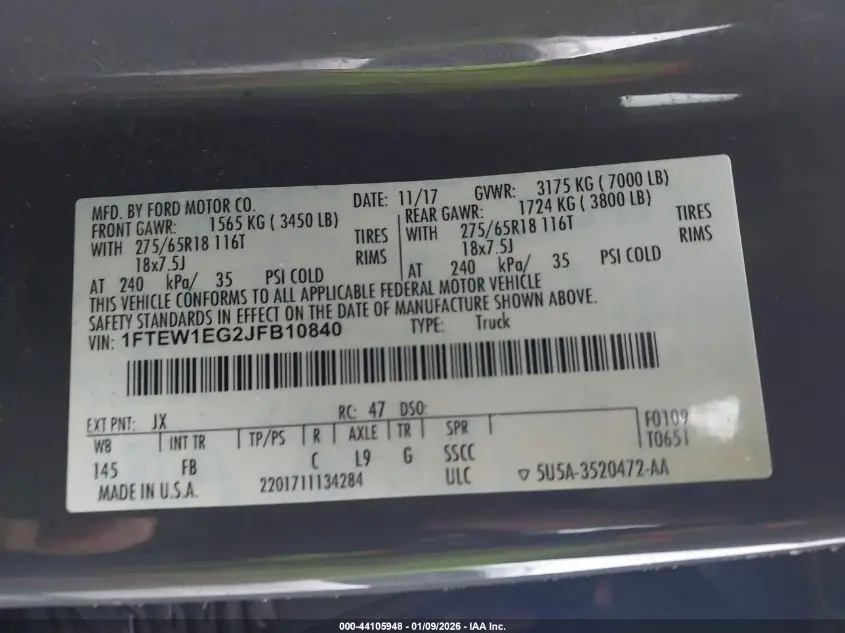 MFD. BY FORD MOTOR CO. DATE: 11/17 GVWR: 3175 KG ( 7000 LB)
FRONT GAWR: 1565 KG ( 3450 LB) REAR GAWR: 1724 KG ( 3800 LB)
WITH 275/65R18 116T TIRES WITH 275/65R18 116T TIRES
18x7.5J RIMS 18x7.5J RIMS
AT 240 kPa/ 35 PSI COLD AT 240 kPa/ 35 PSI COLD
THIS VEHICLE CONFORMS TO ALL APPLICABLE FEDERAL MOTOR VEHICLE
SAFETY STANDARDS IN EFFECT ON THE DATE OF MANUFACTURE SHOWN ABOVE.
VIN: 1FTEW1EG2JFB10840 TYPE: Truck
EXT PNT: JX RC: 47 DSO: F0109
WB INT TR TP/PS R AXLE TR SPR T0651
145 FB C L9 G SSCC
MADE IN U.S.A. 2201711134284 ULC ▽ 5U5A-3520472-AA
000-44105948 - 01/09/2026 - IAA Inc.